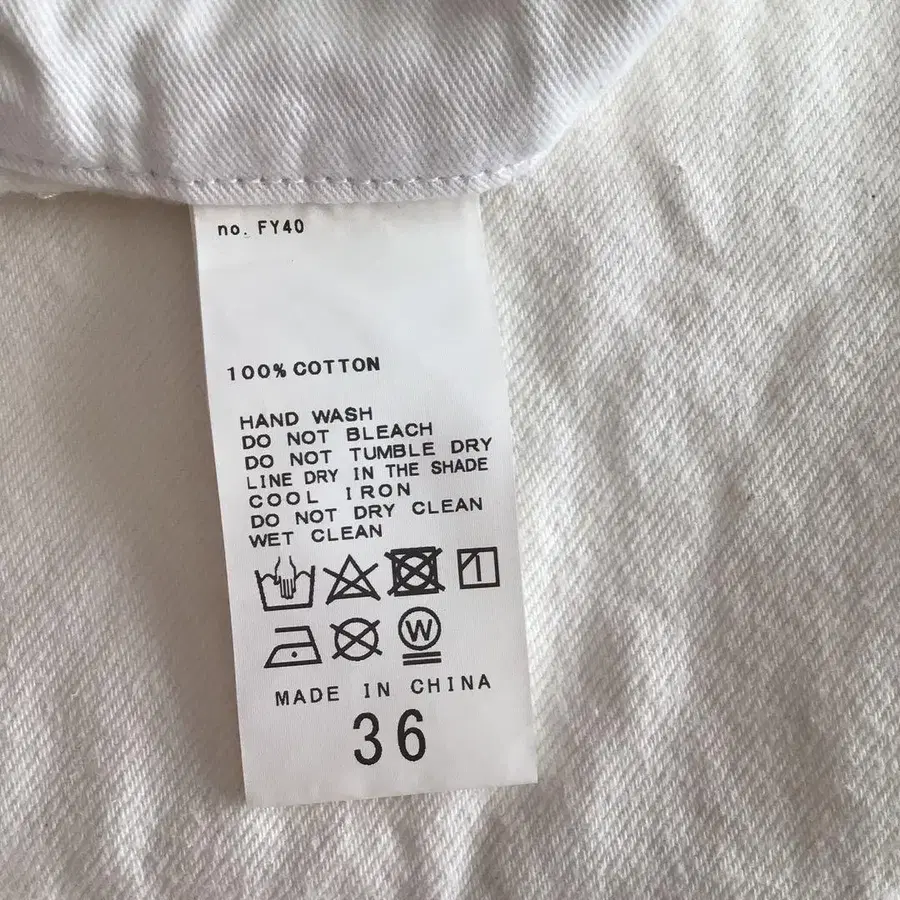 no. FY40
100% COTTON
HAND WASH
DO NOT BLEACH
DO NOT TUMBLE DRY
LINE DRY IN THE SHADE
COOL IRON
DO NOT DRY CLEAN
WET CLEAN
W
MADE IN CHINA
36